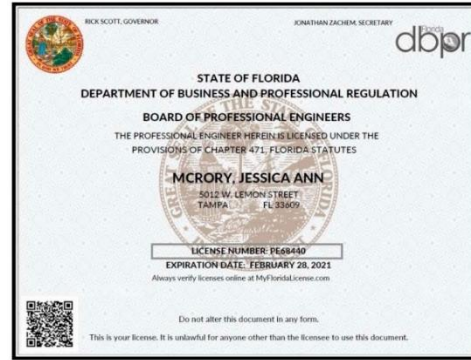 RICK SCOTT, GOVERNOR
JONATHAN ZACHEM, SECRETARY
Florida
dbpr
STATE OF FLORIDA
DEPARTMENT OF BUSINESS AND PROFESSIONAL REGULATION
BOARD OF PROFESSIONAL ENGINEERS
THE PROFESSIONAL ENGINEER HEREIN IS LICENSED UNDER THE
PROVISIONS OF CHAPTER 471, FLORIDA STATUTES
MCRORY, JESSICA ANN
5012 W. LEMON STREET
TAMPA FL 33609
LICENSE NUMBER: PE68440
EXPIRATION DATE: FEBRUARY 28, 2021
Always verify licenses online at MyFloridaLicense.com
Do not alter this document in any form.
This is your license. It is unlawful for anyone other than the licensee to use this document.